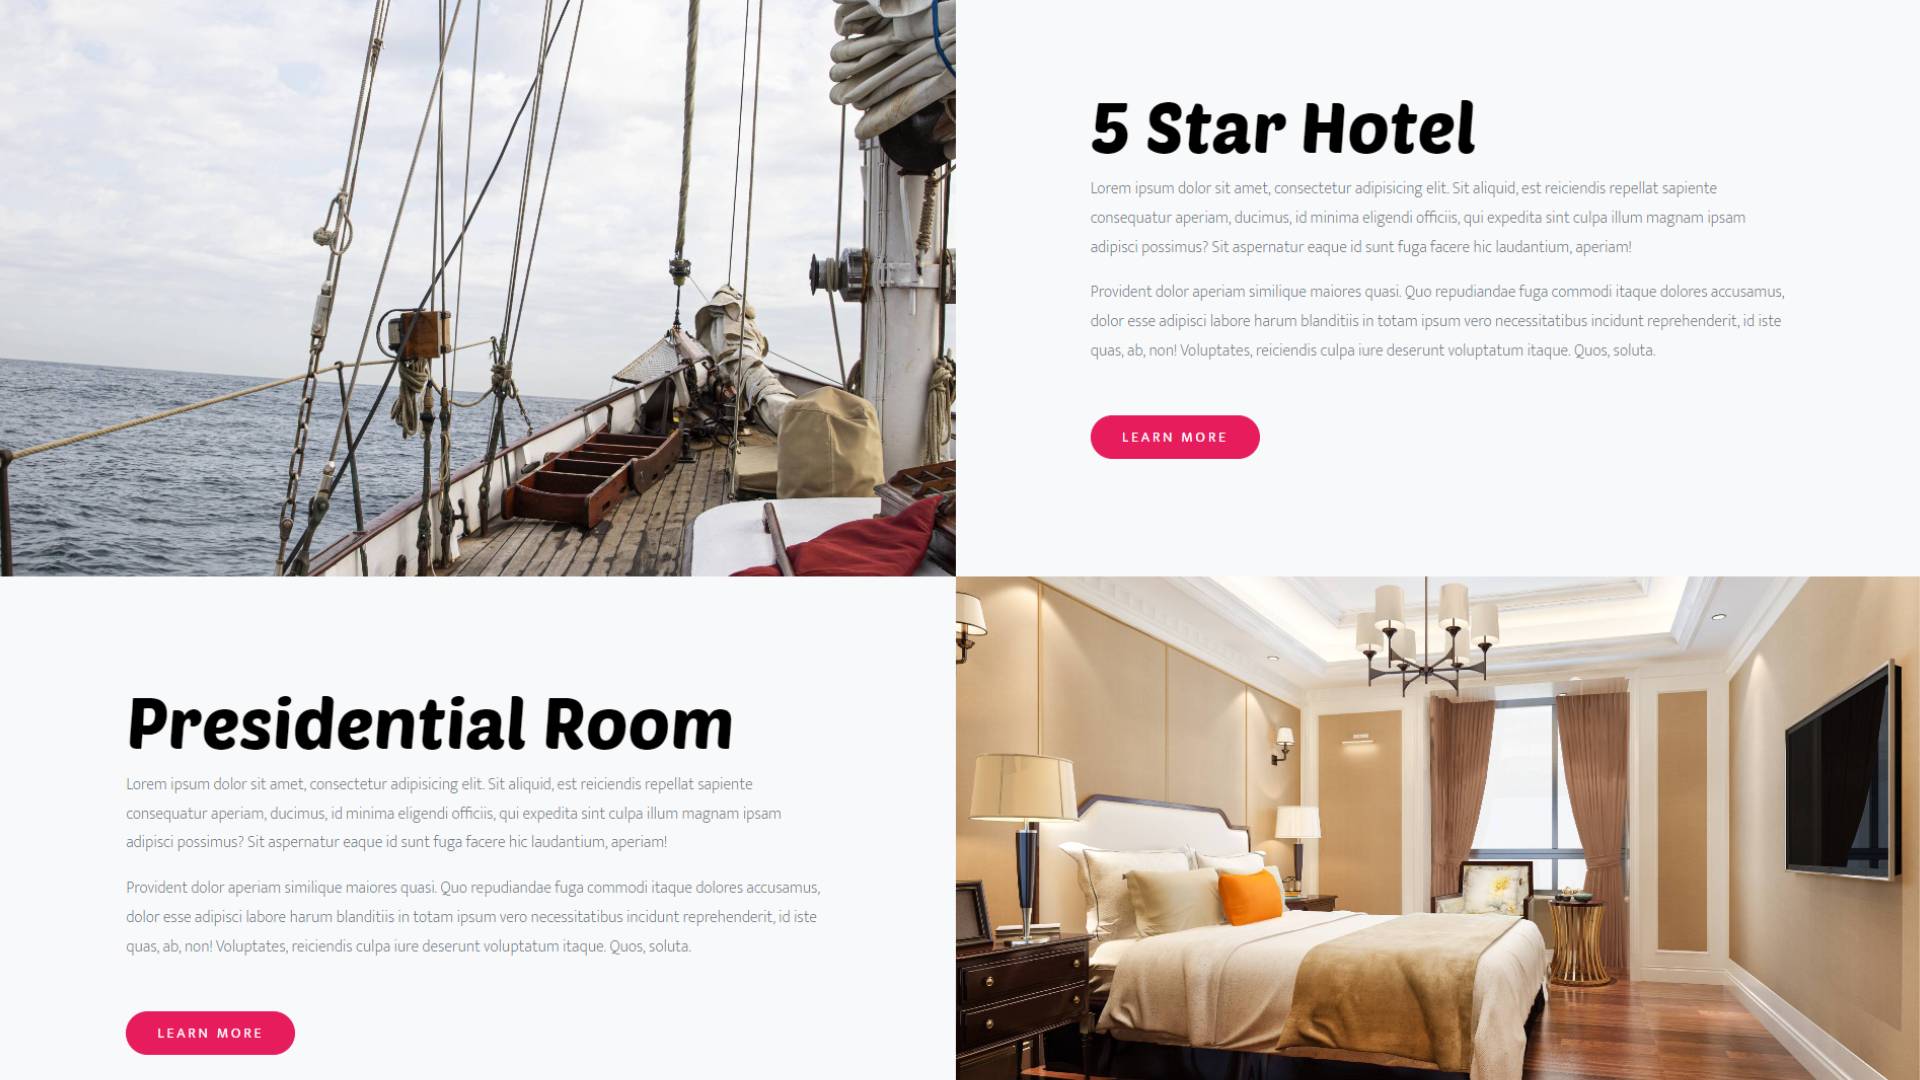 5 Star Hotel
Lorem ipsum dolor sit amet, consectetur adipisicing elit. Sit aliquid, est reiciendis repellat sapiente
consequatur aperiam, ducimus, id minima eligendi officiis, qui expedita sint culpa illum magnam ipsam
adipisci possimus? Sit aspernatur eaque id sunt fuga facere hic laudantium, aperiam!
Provident dolor aperiam similique maiores quasi. Quo repudiandae fuga commodi itaque dolores accusamus,
dolor esse adipisci labore harum blanditiis in totam ipsum vero necessitatibus incidunt reprehenderit, id iste
quas, ab, non! Voluptates, reiciendis culpa iure deserunt voluptatum itaque. Quos, soluta.
LEARN MORE
Presidential Room
Lorem ipsum dolor sit amet, consectetur adipisicing elit. Sit aliquid, est reiciendis repellat sapiente
consequatur aperiam, ducimus, id minima eligendi officiis, qui expedita sint culpa illum magnam ipsam
adipisci possimus? Sit aspernatur eaque id sunt fuga facere hic laudantium, aperiam!
Provident dolor aperiam similique maiores quasi. Quo repudiandae fuga commodi itaque dolores accusamus,
dolor esse adipisci labore harum blanditiis in totam ipsum vero necessitatibus incidunt reprehenderit, id iste
quas, ab, non! Voluptates, reiciendis culpa iure deserunt voluptatum itaque. Quos, soluta.
LEARN MORE